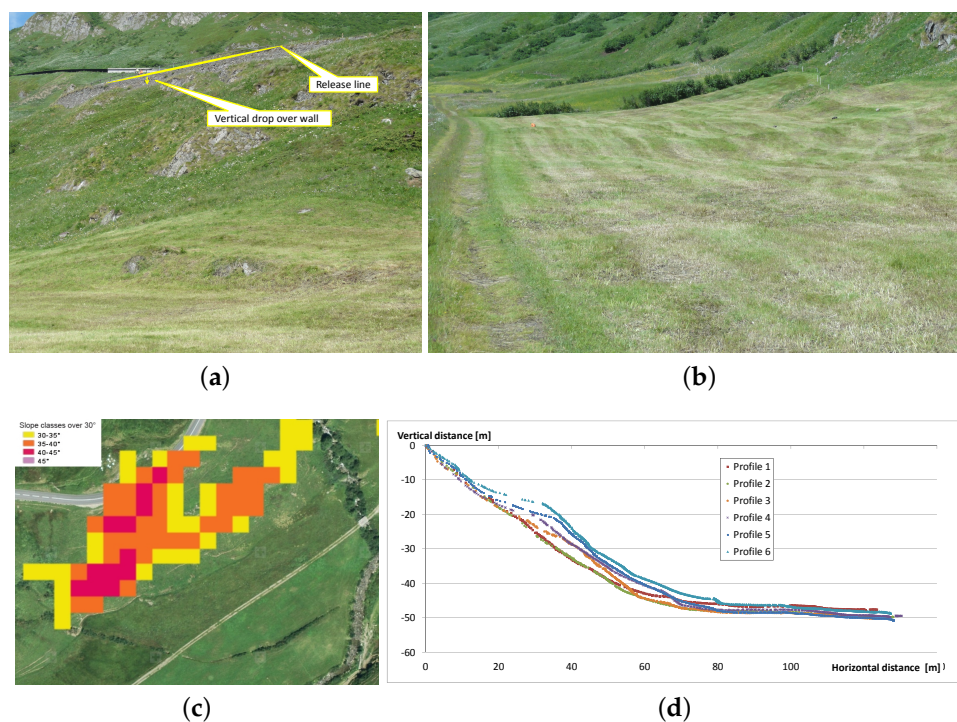 Release line
Vertical drop over wall
(a)
(b)
Slope classes over 30°
30-35°
35-40°
40-45°
45°
(c)
Vertical distance [m]
0
-10
-20
-30
-40
-50
-60
0
20
40
60
80
100
Horizontal distance [m] )
Profile 1
Profile 2
Profile 3
Profile 4
Profile 5
Profile 6
(d)